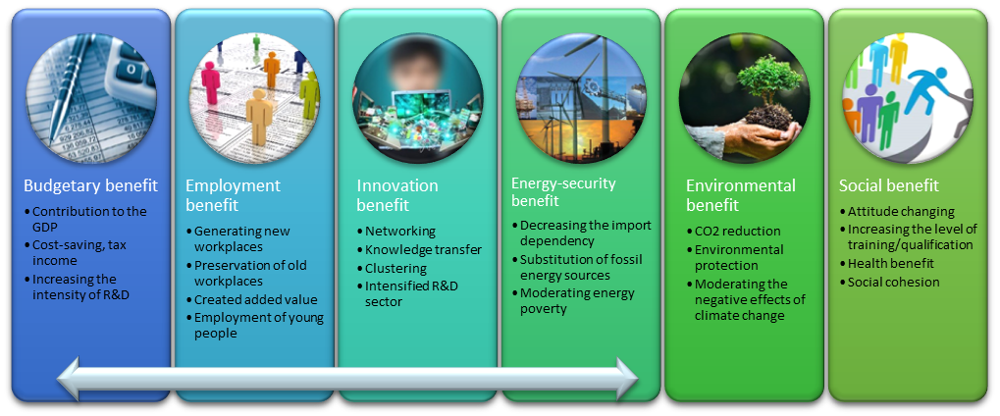 Budgetary benefit
• Contribution to the
GDP
• Cost-saving, tax
income
• Increasing the
intensity of R&D
Employment
benefit
• Generating new
workplaces
• Preservation of old
workplaces
• Created added value
• Employment of young
people
Innovation
benefit
• Networking
• Knowledge transfer
• Clustering
• Intensified R&D
sector
Energy-security
benefit
• Decreasing the import
dependency
• Substitution of fossil
energy sources
• Moderating energy
poverty
Environmental
benefit
• CO2 reduction
• Environmental
protection
• Moderating the
negative effects of
climate change
Social benefit
• Attitude changing
• Increasing the level of
training/qualification
• Health benefit
• Social cohesion